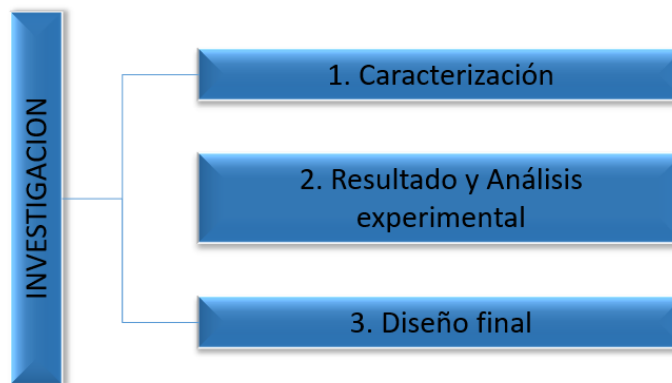 INVESTIGACION
1. Caracterización
2. Resultado y Análisis
experimental
3. Diseño final